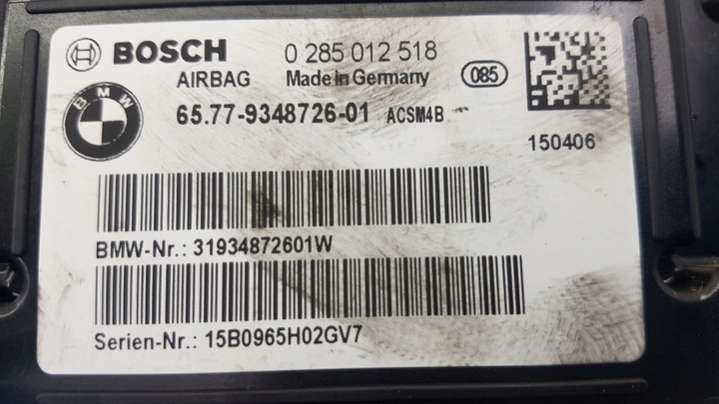 BOSCH 0 285 012 518
AIRBAG Made in Germany 085
BMW 65.77-9348726-01 ACSM4B
150406
BMW-Nr.: 31934872601W
Serien-Nr.: 15B0965H02GV7